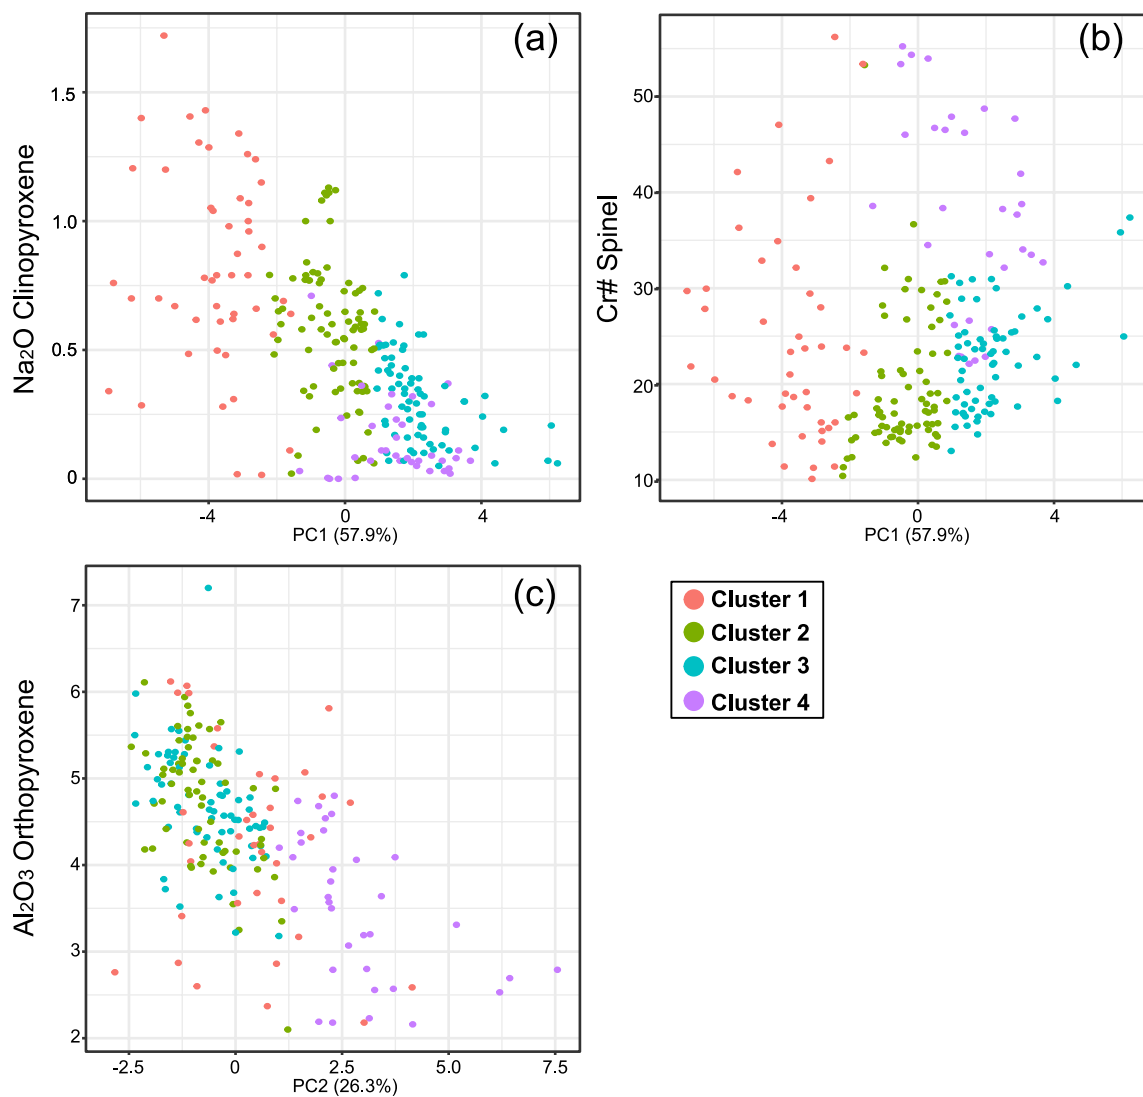 (a)
Na2O Clinopyroxene
1.5
1.0
0.5
0
-4
0
4
PC1 (57.9%)
(b)
Cr# Spinel
50
40
30
20
10
-4
0
4
PC1 (57.9%)
(c)
Al2O3 Orthopyroxene
7
6
5
4
3
2
-2.5
0
2.5
5.0
7.5
PC2 (26.3%)
Cluster 1
Cluster 2
Cluster 3
Cluster 4